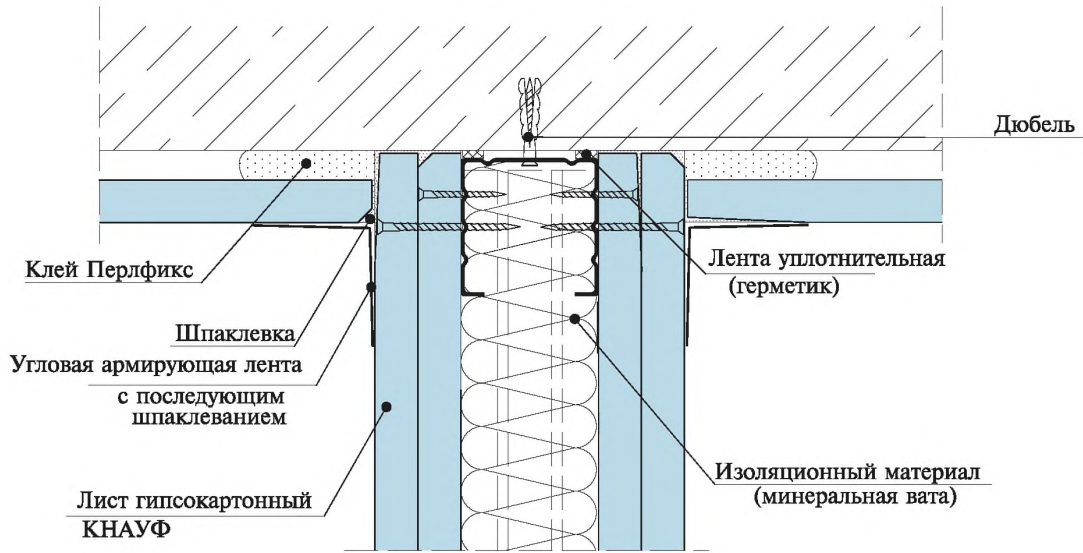 Дюбель
Клей Перлфикс
Лента уплотнительная
(герметик)
Шпаклевка
Угловая армирующая лента
с последующим
шпаклеванием
Лист гипсокартонный
КНАУФ
Изоляционный материал
(минеральная вата)